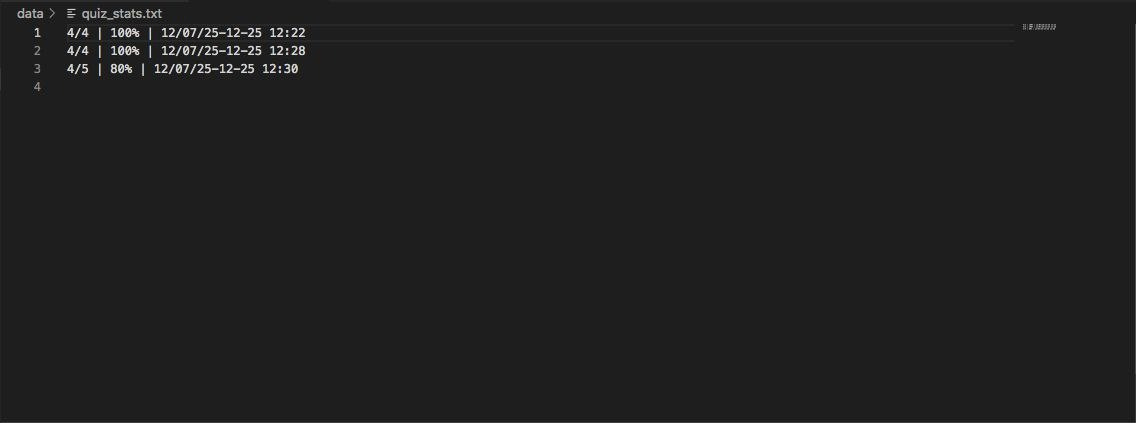 data > quiz_stats.txt
1 4/4 | 100% | 12/07/25-12-25 12:22
2 4/4 | 100% | 12/07/25-12-25 12:28
3 4/5 | 80% | 12/07/25-12-25 12:30
4